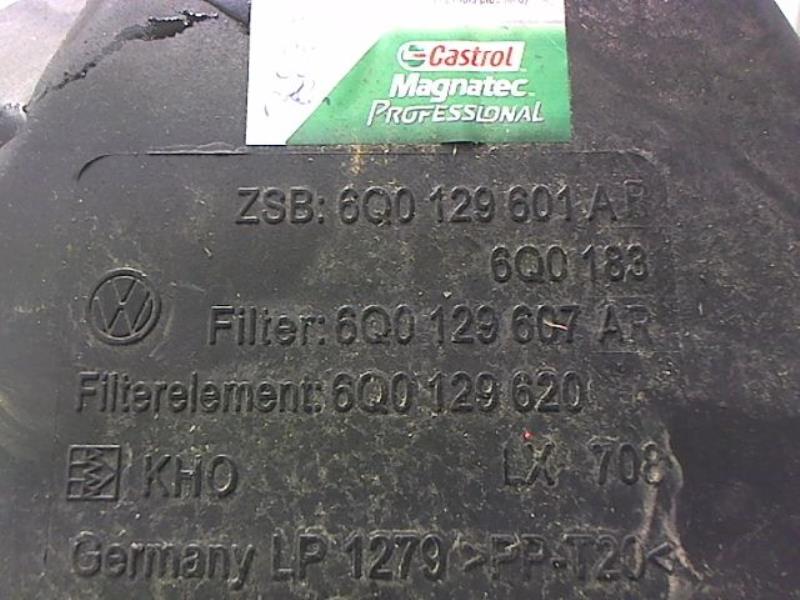 Castrol
Magnatec
PROFESSIONAL
ZSB: 6Q0 129 601 AR
6Q0 183
Filter: 6Q0 129 607 AR
Filterelement: 6Q0 129 620
KHO LX 708
Germany LP 1279 >PP-T20<